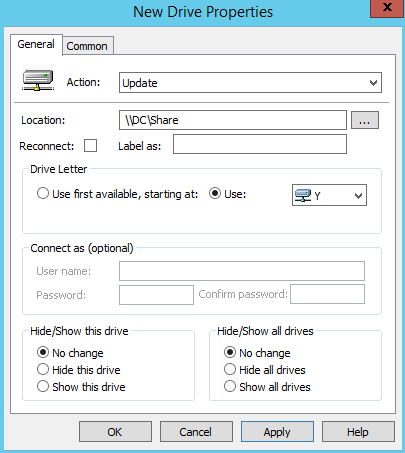 New Drive Properties
x
General Common
Action: Update
Location: \\DC\Share ...
Reconnect: Label as:
Drive Letter
Use first available, starting at: Use: Y
Connect as (optional)
User name:
Password: Confirm password:
Hide/Show this drive Hide/Show all drives
No change No change
Hide this drive Hide all drives
Show this drive Show all drives
OK Cancel Apply Help